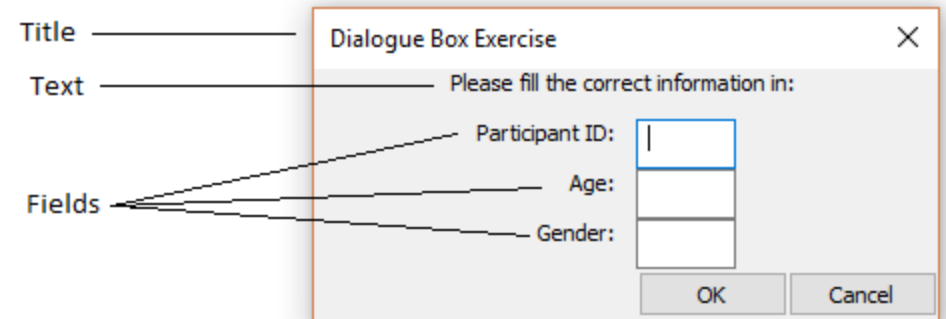 Title
Dialogue Box Exercise
Text
Please fill the correct information in:
Participant ID:
Age:
Fields
Gender:
OK
Cancel